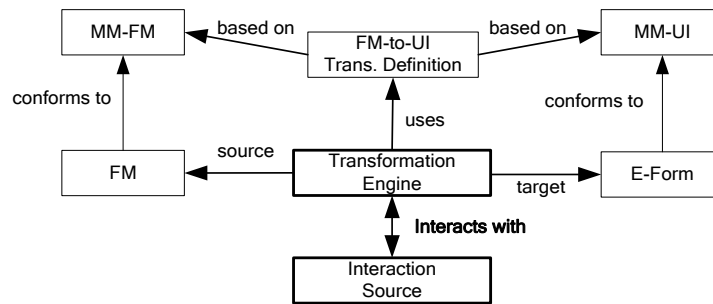 MM-FM
based on
FM-to-UI
Trans. Definition
based on
MM-UI
conforms to
uses
conforms to
FM
source
Transformation
Engine
target
E-Form
Interacts with
Interaction
Source